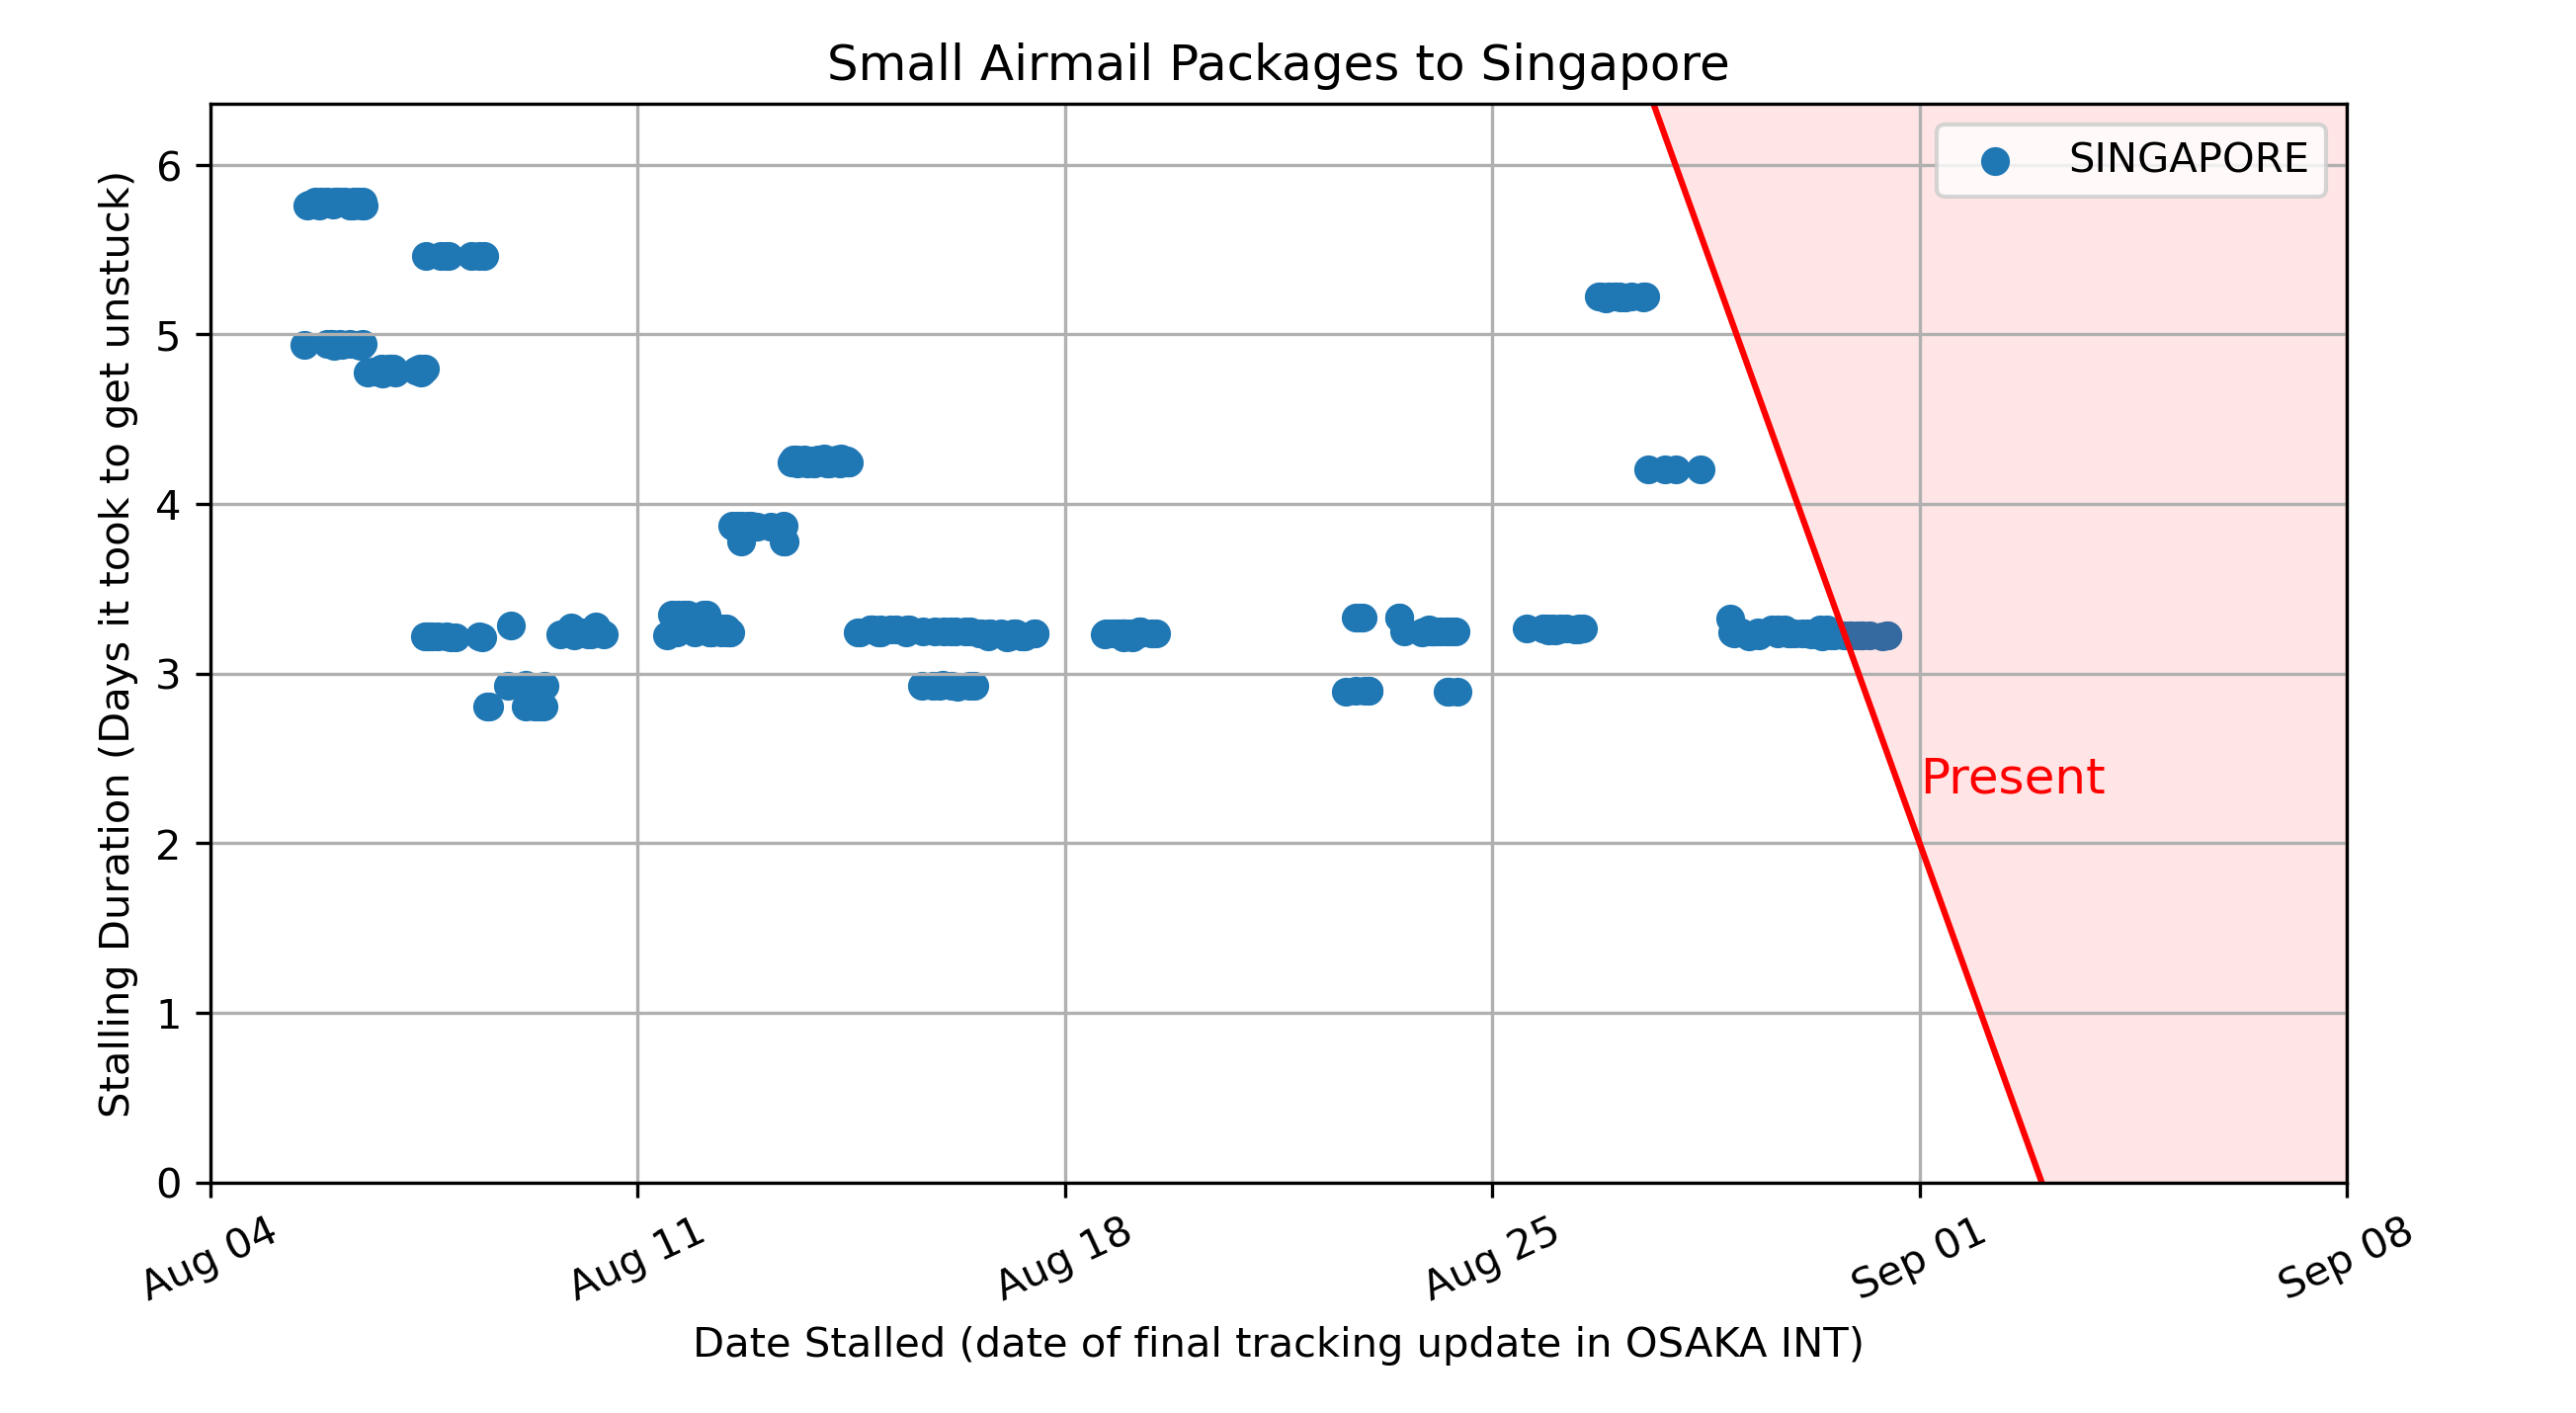 Small Airmail Packages to Singapore
SINGAPORE
Stalling Duration (Days it took to get unstuck)
6
5
4
3
2
1
0
Present
Aug 04
Aug 11
Aug 18
Aug 25
Sep 01
Sep 08
Date Stalled (date of final tracking update in OSAKA INT)